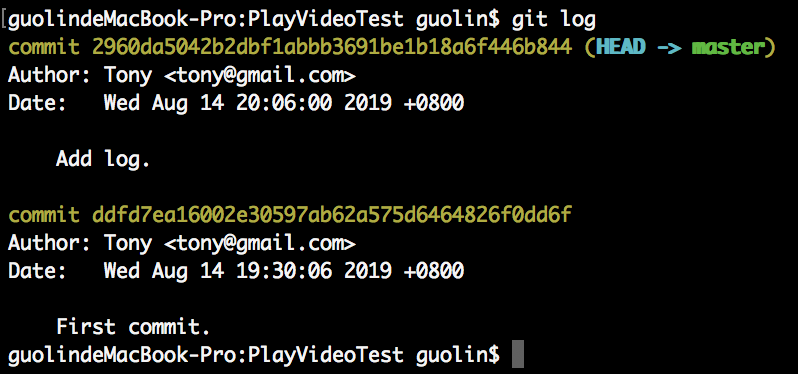 guolindeMacBook-Pro:PlayVideoTest guolin$ git log
commit 2960da5042b2dbf1abbb3691be1b18a6f446b844 (HEAD -> master)
Author: Tony <tony@gmail.com>
Date:   Wed Aug 14 20:06:00 2019 +0800
    Add log.
commit ddfd7ea16002e30597ab62a575d6464826f0dd6f
Author: Tony <tony@gmail.com>
Date:   Wed Aug 14 19:30:06 2019 +0800
    First commit.
guolindeMacBook-Pro:PlayVideoTest guolin$